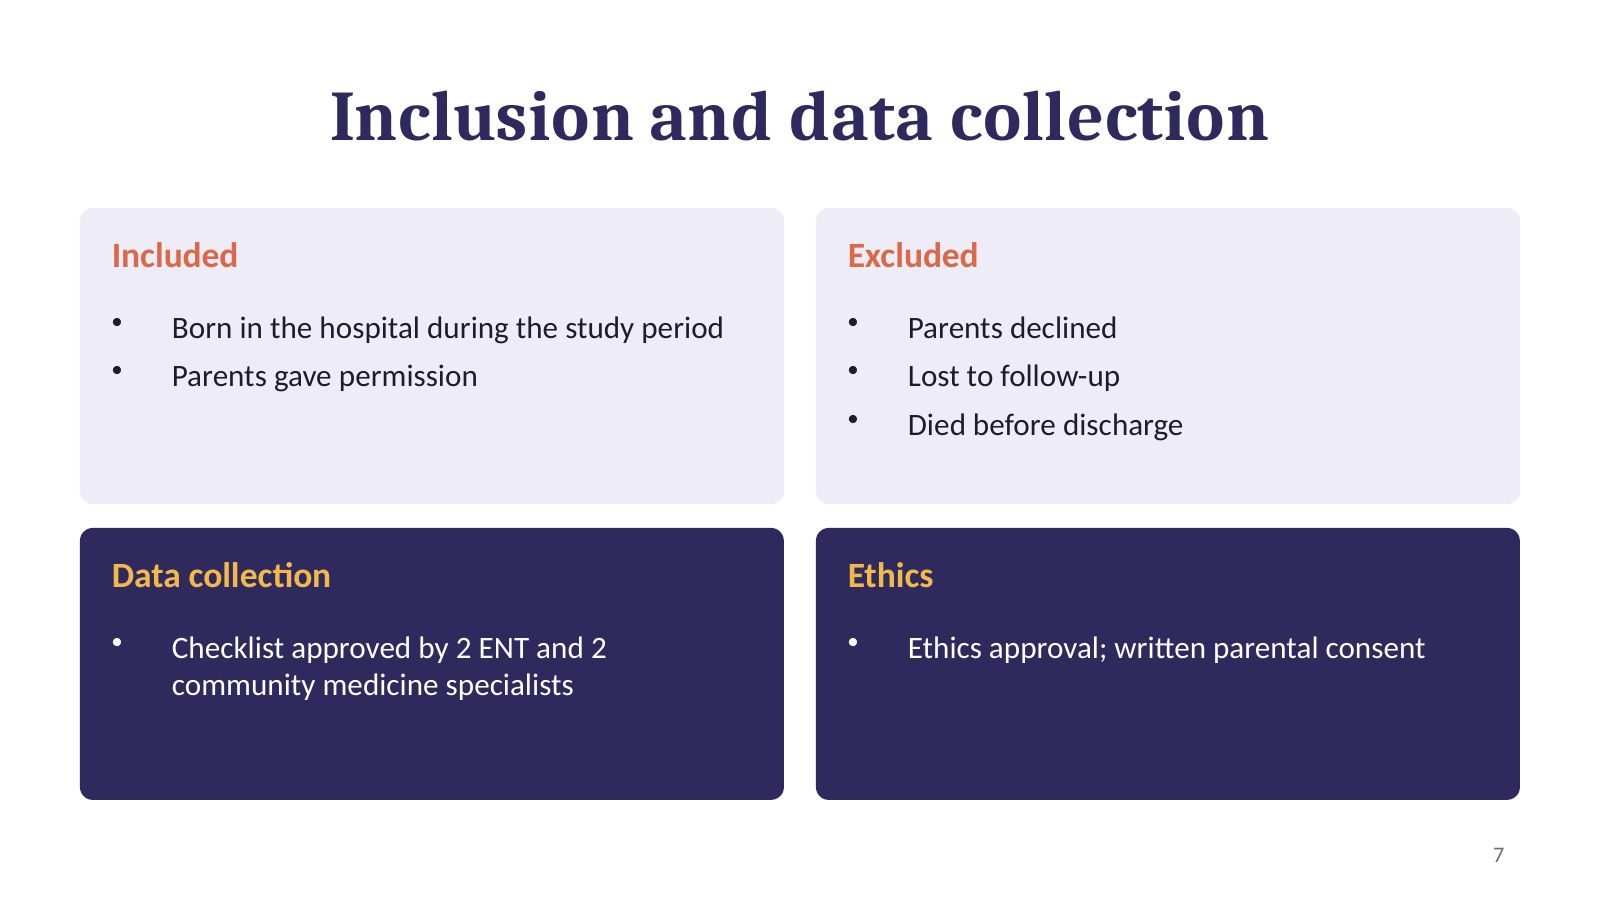 Inclusion and data collection
Included
• Born in the hospital during the study period
• Parents gave permission
Excluded
• Parents declined
• Lost to follow-up
• Died before discharge
Data collection
• Checklist approved by 2 ENT and 2
community medicine specialists
Ethics
• Ethics approval; written parental consent
7